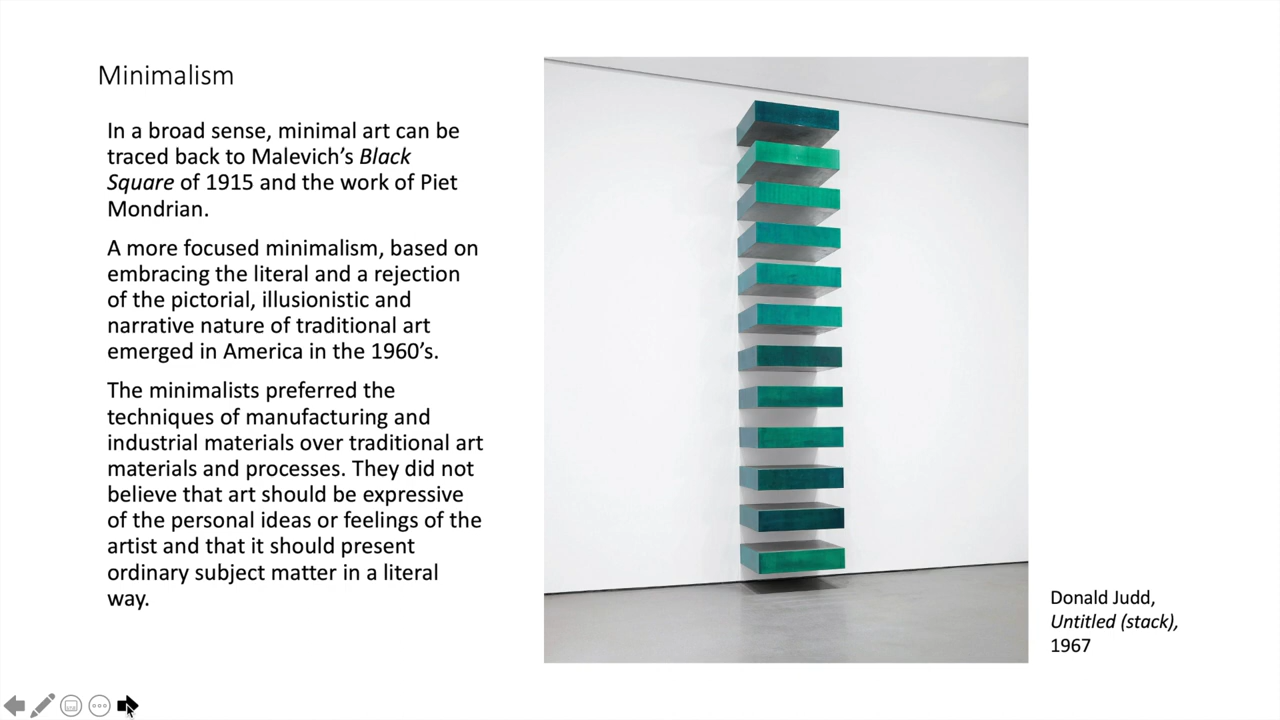 Minimalism
In a broad sense, minimal art can be
traced back to Malevich’s Black
Square of 1915 and the work of Piet
Mondrian.
A more focused minimalism, based on
embracing the literal and a rejection
of the pictorial, illusionistic and
narrative nature of traditional art
emerged in America in the 1960’s.
The minimalists preferred the
techniques of manufacturing and
industrial materials over traditional art
materials and processes. They did not
believe that art should be expressive
of the personal ideas or feelings of the
artist and that it should present
ordinary subject matter in a literal
way.
Donald Judd,
Untitled (stack),
1967